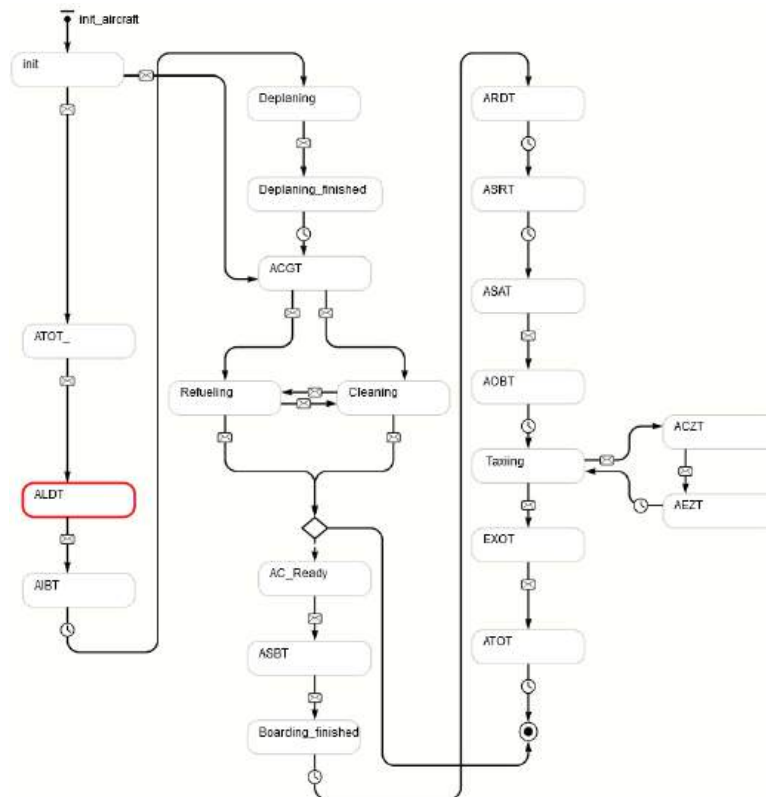 init_aircraft
init
ATOT_
ALDT
AIBT
Deplaning
Deplaning_finished
ACGT
Refueling
Cleaning
AC_Ready
ASBT
Boarding_finished
ARDT
ASRT
ASAT
AOBT
Taxiing
ACZT
AEZT
EXOT
ATOT